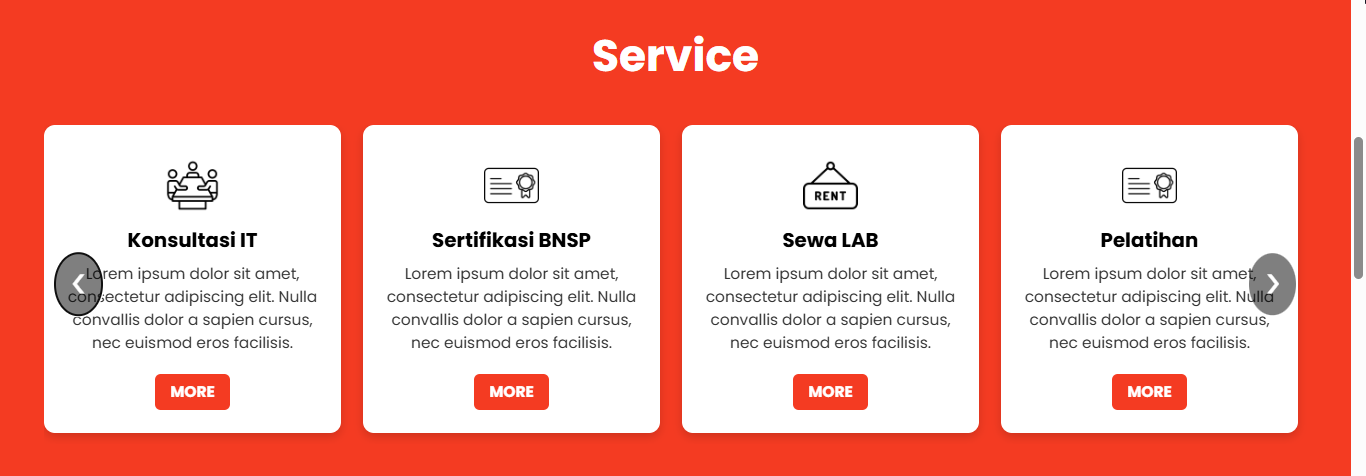 Service
Konsultasi IT
Lorem ipsum dolor sit amet,
consectetur adipiscing elit. Nulla
convallis dolor a sapien cursus,
nec euismod eros facilisis.
MORE
Sertifikasi BNSP
Lorem ipsum dolor sit amet,
consectetur adipiscing elit. Nulla
convallis dolor a sapien cursus,
nec euismod eros facilisis.
MORE
RENT
Sewa LAB
Lorem ipsum dolor sit amet,
consectetur adipiscing elit. Nulla
convallis dolor a sapien cursus,
nec euismod eros facilisis.
MORE
Pelatihan
Lorem ipsum dolor sit amet,
consectetur adipiscing elit. Nulla
convallis dolor a sapien cursus,
nec euismod eros facilisis.
MORE